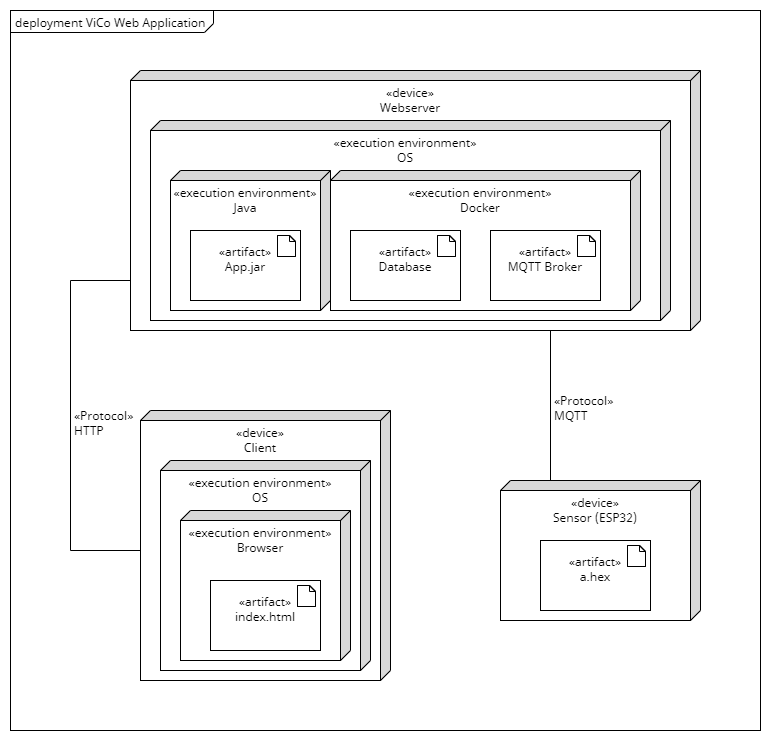 deployment ViCo Web Application
«device»
Webserver
«execution environment»
OS
«execution environment»
Java
«artifact»
App.jar
«execution environment»
Docker
«artifact»
Database
«artifact»
MQTT Broker
«Protocol»
HTTP
«Protocol»
MQTT
«device»
Client
«execution environment»
OS
«execution environment»
Browser
«artifact»
index.html
«device»
Sensor (ESP32)
«artifact»
a.hex